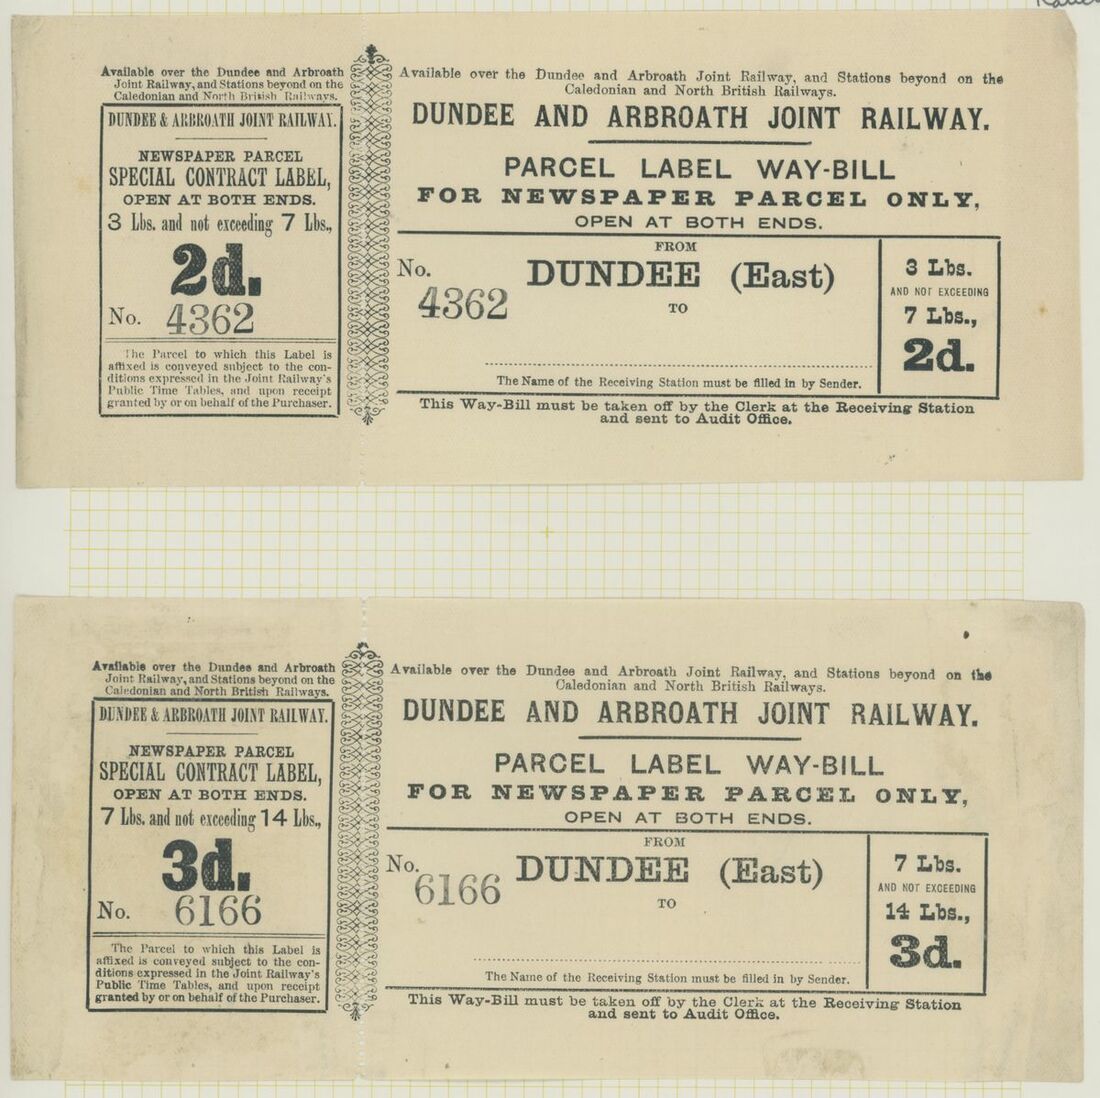 Available over the Dundee and Arbroath
Joint Railway, and Stations beyond on the
Caledonian and North British Railways.
DUNDEE & ARBROATH JOINT RAILWAY.
NEWSPAPER PARCEL
SPECIAL CONTRACT LABEL,
OPEN AT BOTH ENDS.
3 Lbs. and not exceeding 7 Lbs.,
2d.
No. 4362
The Parcel to which this Label is
affixed is conveyed subject to the con-
ditions expressed in the Joint Railway's
Public Time Tables, and upon receipt
granted by or on behalf of the Purchaser.
Available over the Dundee and Arbroath Joint Railway, and Stations beyond on the
Caledonian and North British Railways.
DUNDEE AND ARBROATH JOINT RAILWAY.
PARCEL LABEL WAY-BILL
FOR NEWSPAPER PARCEL ONLY,
OPEN AT BOTH ENDS.
FROM
No. DUNDEE (East)
4362
TO
The Name of the Receiving Station must be filled in by Sender.
3 Lbs.
AND NOT EXCEEDING
7 Lbs.,
2d.
This Way-Bill must be taken off by the Clerk at the Receiving Station
and sent to Audit Office.
Available over the Dundee and Arbroath
Joint Railway, and Stations beyond on the
Caledonian and North British Railways.
DUNDEE & ARBROATH JOINT RAILWAY.
NEWSPAPER PARCEL
SPECIAL CONTRACT LABEL,
OPEN AT BOTH ENDS.
7 Lbs. and not exceeding 14 Lbs.,
3d.
No. 6166
The Parcel to which this Label is
affixed is conveyed subject to the con-
ditions expressed in the Joint Railway's
Public Time Tables, and upon receipt
granted by or on behalf of the Purchaser.
Available over the Dundee and Arbroath Joint Railway, and Stations beyond on the
Caledonian and North British Railways.
DUNDEE AND ARBROATH JOINT RAILWAY.
PARCEL LABEL WAY-BILL
FOR NEWSPAPER PARCEL ONLY,
OPEN AT BOTH ENDS.
FROM
No. DUNDEE (East)
6166
TO
The Name of the Receiving Station must be filled in by Sender.
7 Lbs.
AND NOT EXCEEDING
14 Lbs.,
3d.
This Way-Bill must be taken off by the Clerk at the Receiving Station
and sent to Audit Office.